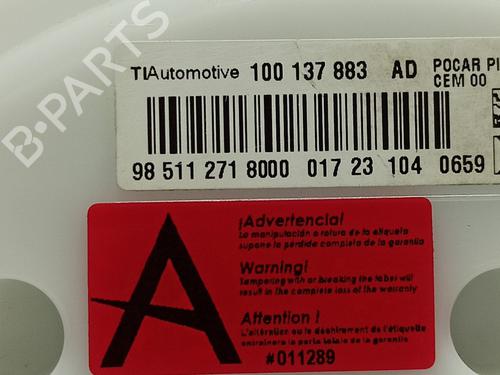 B-PARTS
TIAutomotive 100 137 883 AD
POCAR PI
CEM 00
98 511 271 8000 01 7 23 104 0659
¡Advertencia!
La manipulación o rotura de la etiqueta
supone la pérdida completa de la garantía
Warning!
Tampering with or breaking the label will
result in the complete loss of the warranty
Attention !
L'altération ou le déchirement de l'étiquette
entraînera la perte totale de la garantie
#011289
A